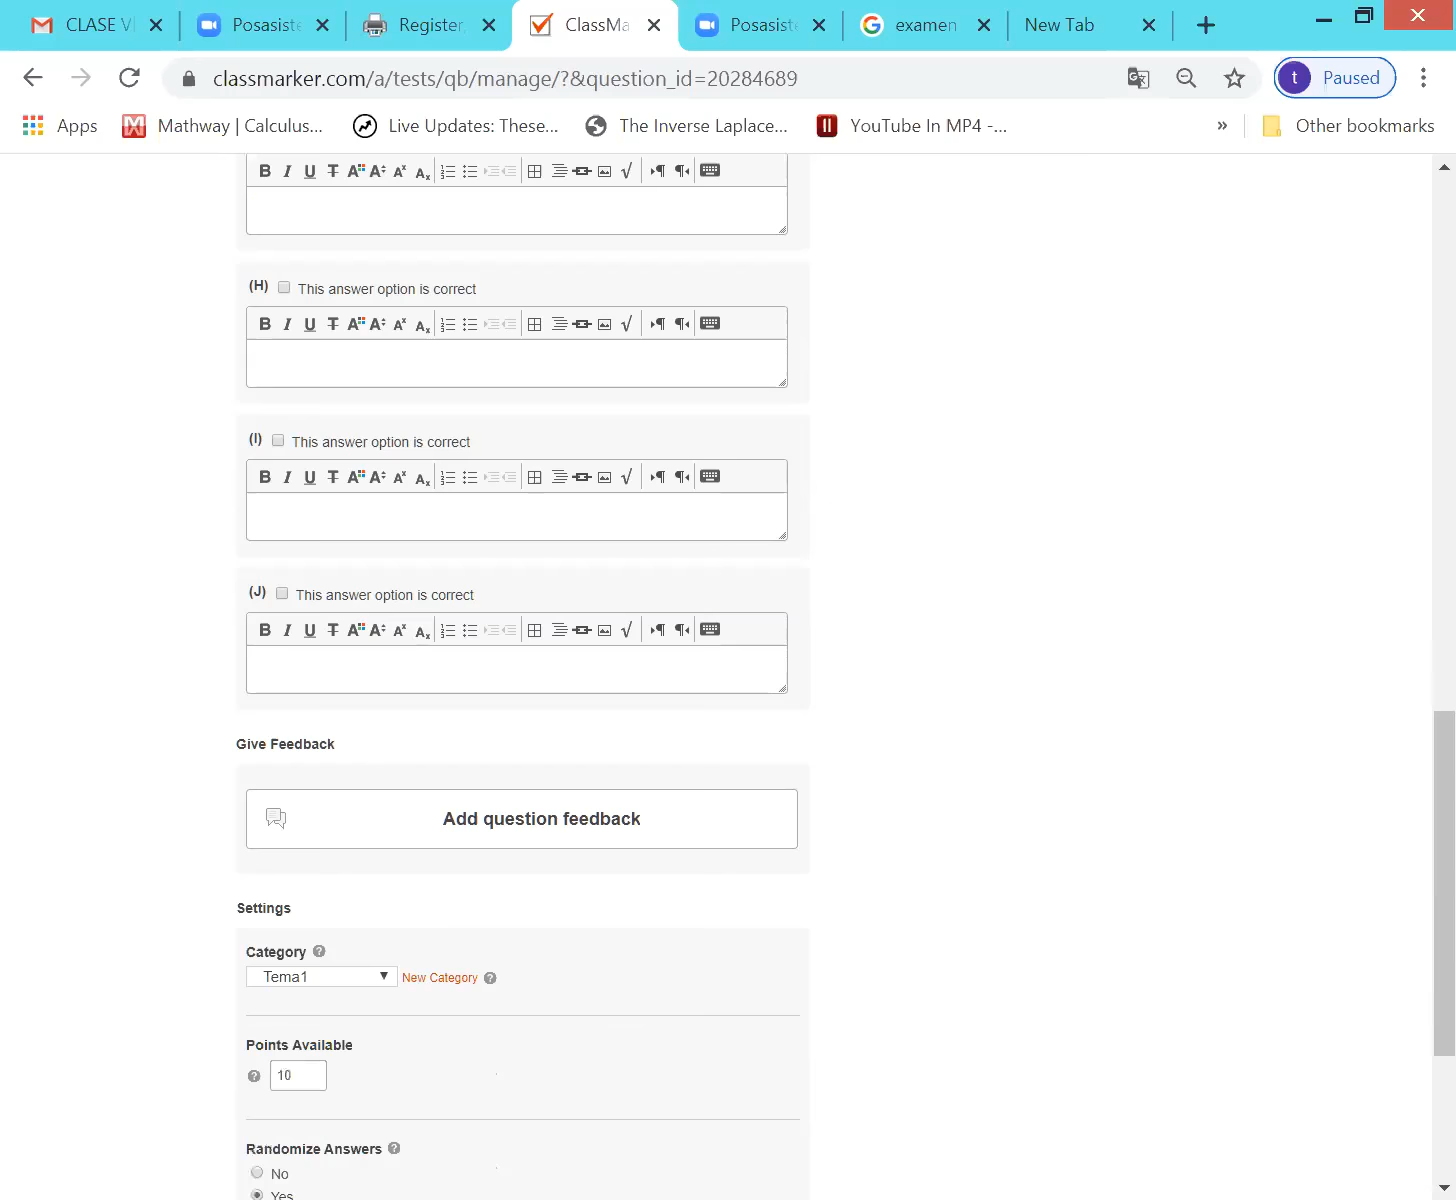 CLASE V
Posasiste
Register,
ClassMa
Posasiste
examen
New Tab
classmarker.com/a/tests/qb/manage/?&question_id=20284689
t Paused
Apps
Mathway | Calculus...
Live Updates: These...
The Inverse Laplace...
YouTube In MP4 -...
» Other bookmarks
(H) This answer option is correct
(I) This answer option is correct
(J) This answer option is correct
Give Feedback
Add question feedback
Settings
Category ?
Tema1 ▼ New Category ?
Points Available
? 10
Randomize Answers ?
No
Yes